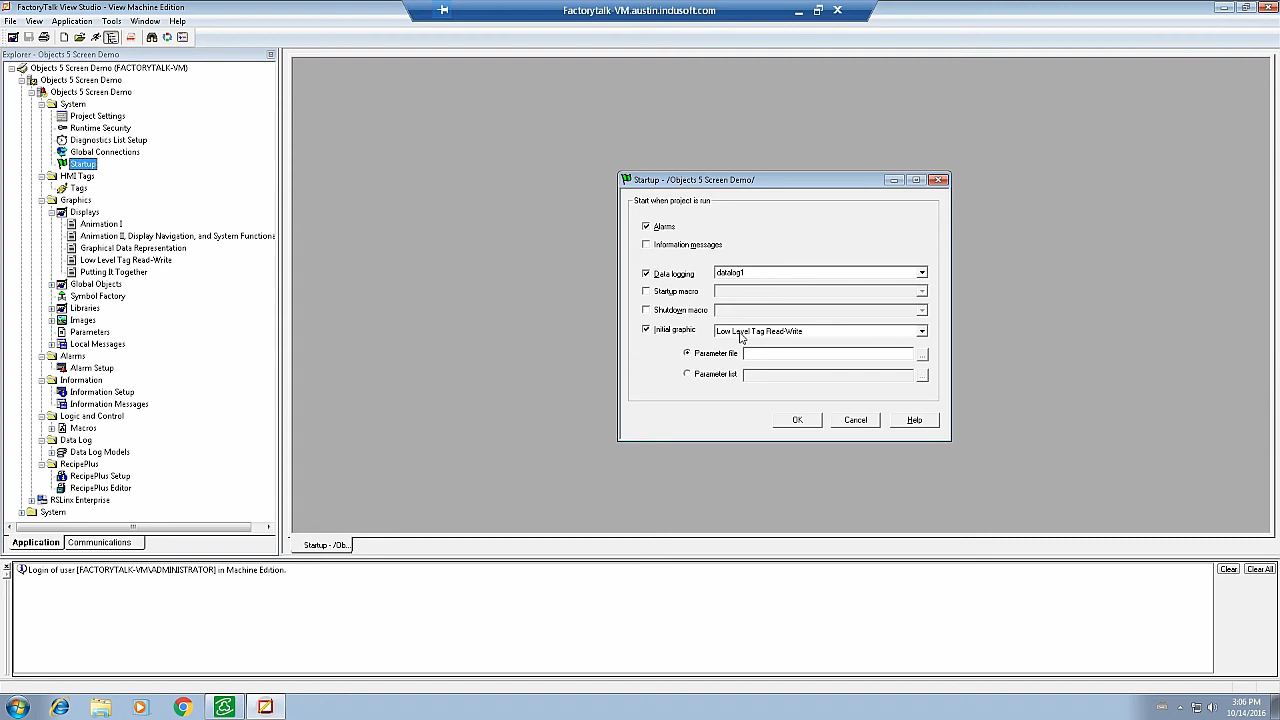 FactoryTalk View Studio - View Machine Edition
Factorytalk-VM.austin.indusoft.com
File View Application Tools Window Help
Explorer - Objects 5 Screen Demo
Objects 5 Screen Demo (FACTORYTALK-VM)
Objects 5 Screen Demo
Objects 5 Screen Demo
System
Project Settings
Runtime Security
Diagnostics List Setup
Global Connections
Startup
HMI Tags
Tags
Graphics
Displays
Animation I
Animation II, Display Navigation, and System Functiona
Graphical Data Representation
Low Level Tag Read-Write
Putting It Together
Global Objects
Symbol Factory
Libraries
Images
Parameters
Local Messages
Alarms
Alarm Setup
Information
Information Setup
Information Messages
Logic and Control
Macros
Data Log
Data Log Models
RecipePlus
RecipePlus Setup
RecipePlus Editor
RSLinx Enterprise
System
Application Communications
Startup - /Objects 5 Screen Demo/
Start when project is run
Alarms
Information messages
Data logging datalog1
Startup macro
Shutdown macro
Initial graphic Low Level Tag Read-Write
Parameter file ...
Parameter list ...
OK Cancel Help
Startup - /Ob...
Login of user [FACTORYTALK-VM\ADMINISTRATOR] in Machine Edition.
Clear Clear All
3:06 PM
10/14/2016